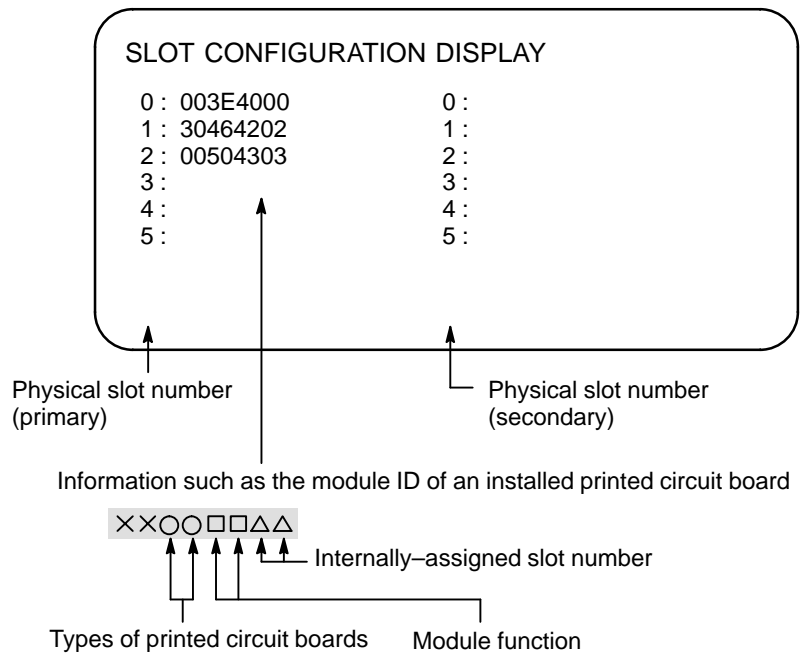 SLOT CONFIGURATION DISPLAY
0 : 003E4000 0 :
1 : 30464202 1 :
2 : 00504303 2 :
3 : 3 :
4 : 4 :
5 : 5 :
Physical slot number
(primary)
Physical slot number
(secondary)
Information such as the module ID of an installed printed circuit board
××○○□□△△
Internally–assigned slot number
Types of printed circuit boards
Module function